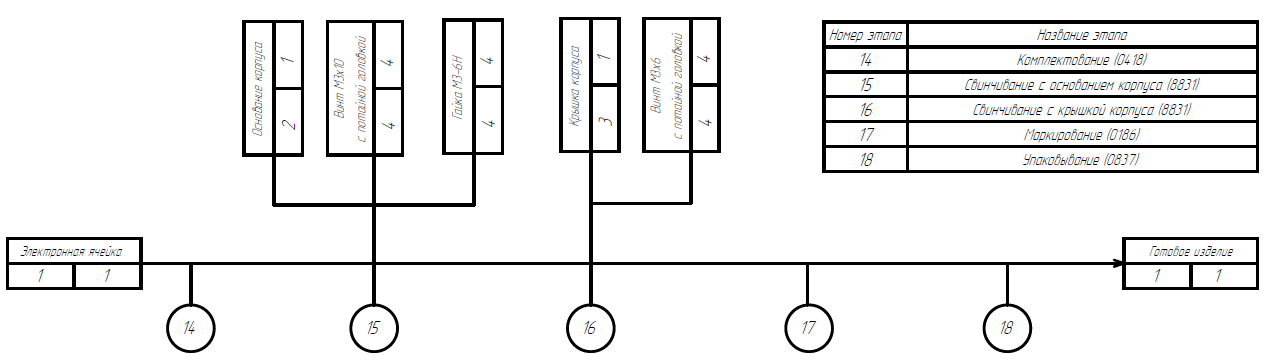 Основание корпуса
2
1
Винт М3х10
с потайной головкой
4
4
Гайка М3-6Н
4
4
Крышка корпуса
3
1
Винт М3х6
с потайной головкой
4
4
Номер этапа Название этапа
14 Комплектование (0418)
15 Свинчивание с основанием корпуса (8831)
16 Свинчивание с крышкой корпуса (8831)
17 Маркирование (0186)
18 Упаковывание (0837)
Электронная ячейка
1 1
Готовое изделие
1 1
14 15 16 17 18